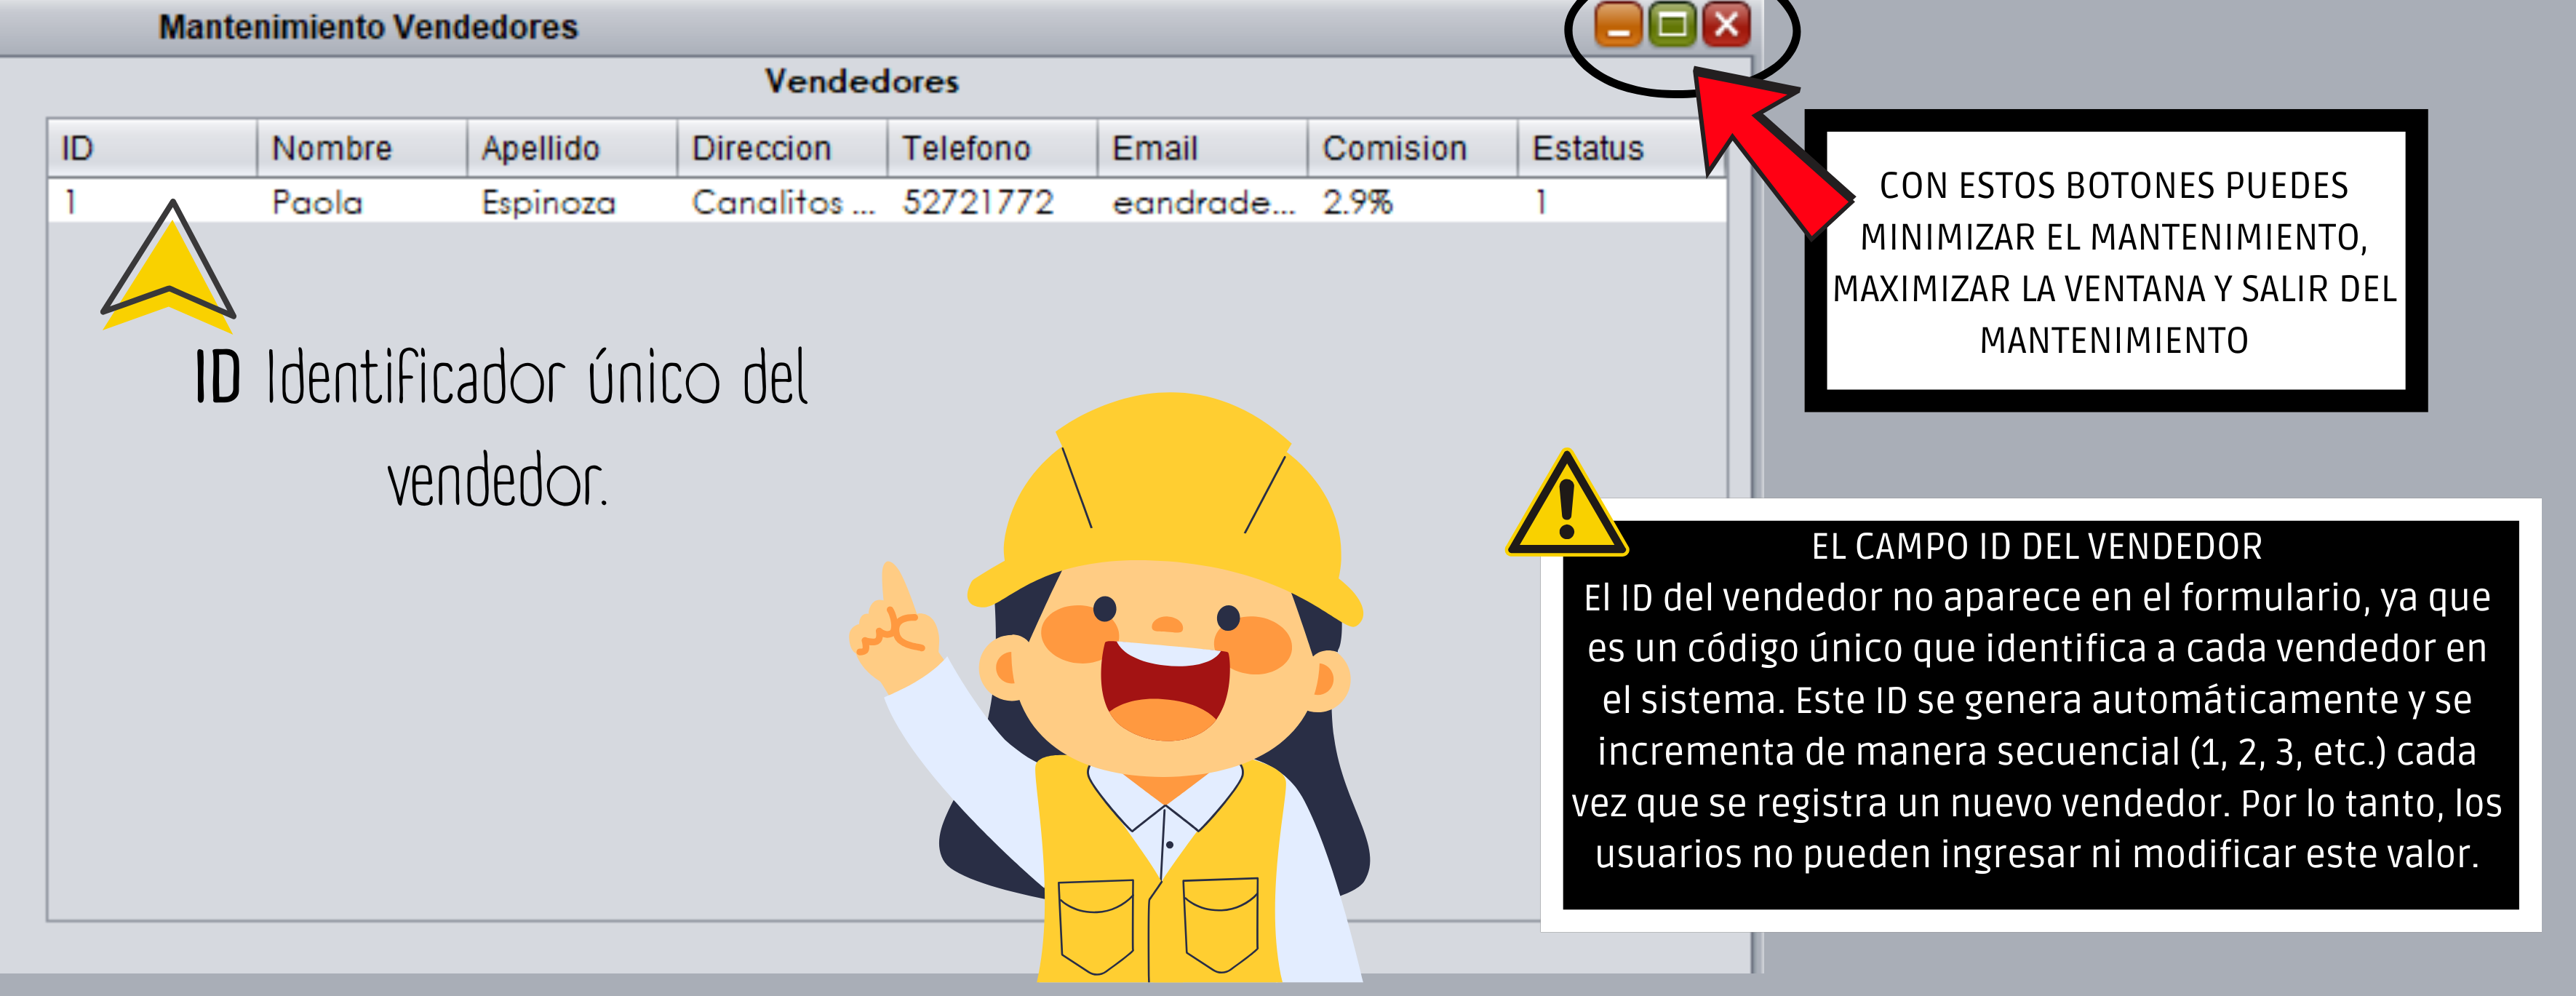 Mantenimiento Vendedores
Vendedores
ID Nombre Apellido Direccion Telefono Email Comision Estatus
1 Paola Espinoza Canalitos ... 52721772 eandrade... 2.9% 1
CON ESTOS BOTONES PUEDES
MINIMIZAR EL MANTENIMIENTO,
MAXIMIZAR LA VENTANA Y SALIR DEL
MANTENIMIENTO
ID Identificador único del
vendedor.
EL CAMPO ID DEL VENDEDOR
El ID del vendedor no aparece en el formulario, ya que
es un código único que identifica a cada vendedor en
el sistema. Este ID se genera automáticamente y se
incrementa de manera secuencial (1, 2, 3, etc.) cada
vez que se registra un nuevo vendedor. Por lo tanto, los
usuarios no pueden ingresar ni modificar este valor.